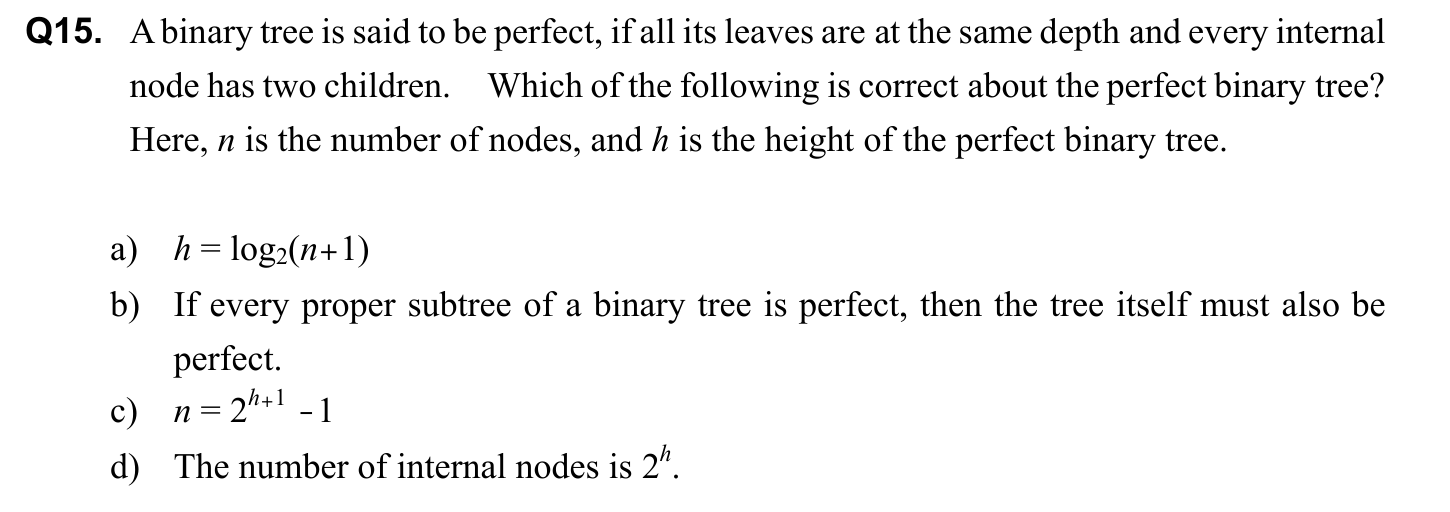 Q15. A binary tree is said to be perfect, if all its leaves are at the same depth and every internal
node has two children. Which of the following is correct about the perfect binary tree?
Here, n is the number of nodes, and h is the height of the perfect binary tree.
a) h = log₂(n+1)
b) If every proper subtree of a binary tree is perfect, then the tree itself must also be
perfect.
c) n = 2^{h+1} − 1
d) The number of internal nodes is 2^h.